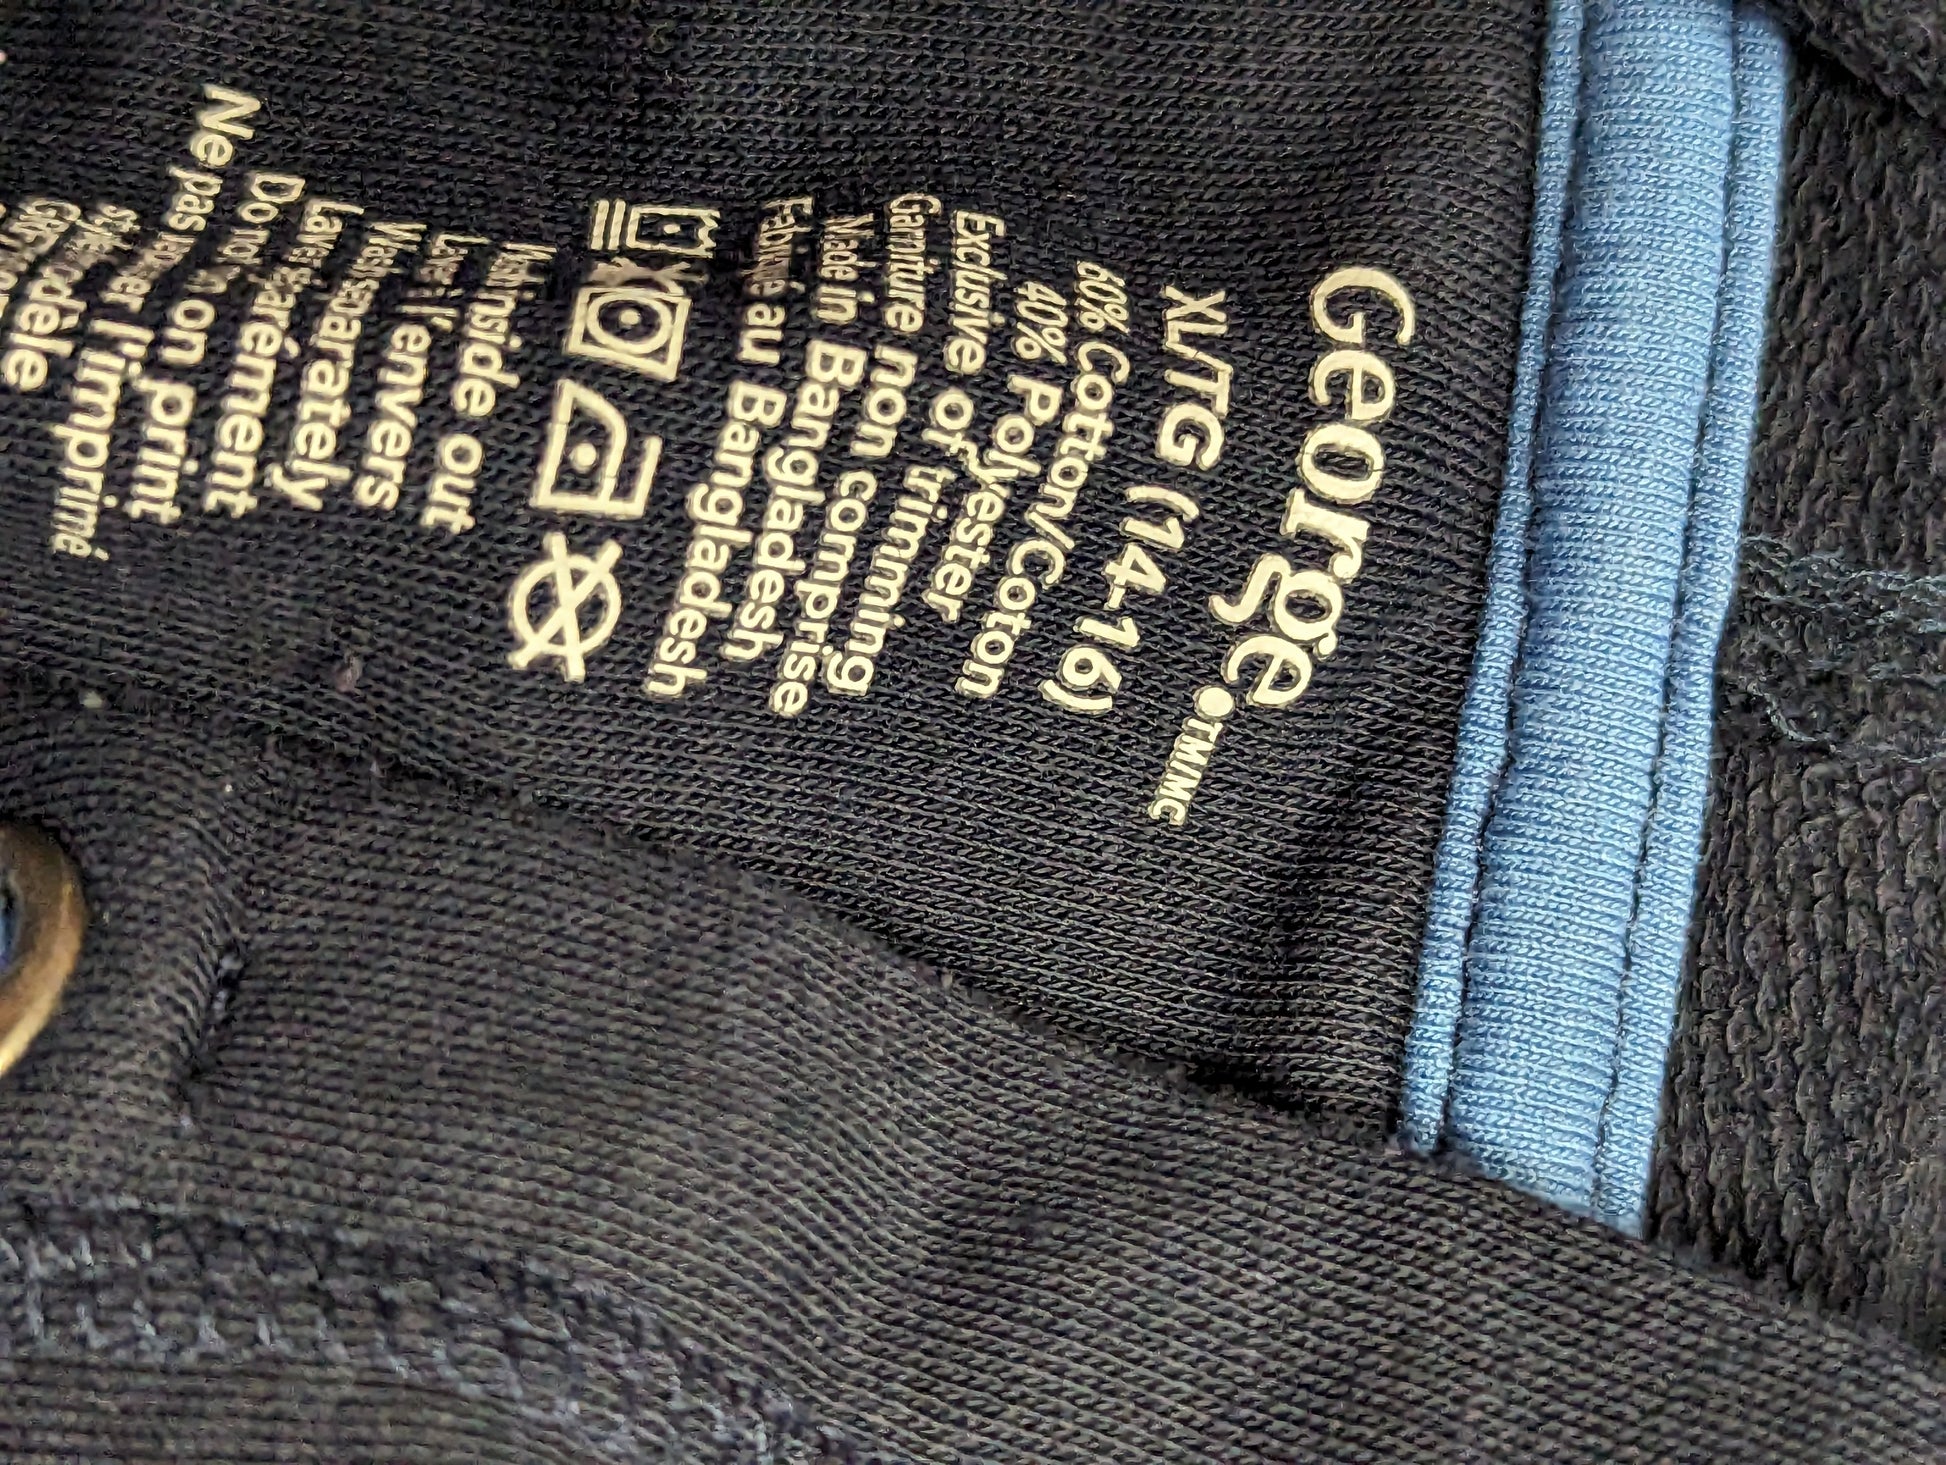 George.™/Mc
XL/TG (14-16)
60% Cotton/Coton
40% Polyester
Exclusive of trimming
Garniture non comprise
Made in Bangladesh
Fabriqué au Bangladesh
Wash inside out
Laver à l'envers
Wash separately
Laver séparément
Do not iron on print
Ne pas repasser l'imprimé